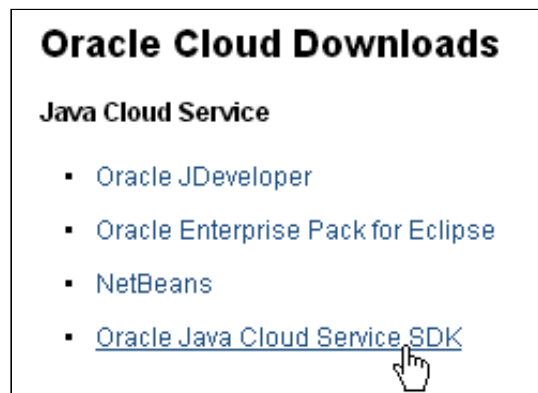 Oracle Cloud Downloads
Java Cloud Service
Oracle JDeveloper
Oracle Enterprise Pack for Eclipse
NetBeans
Oracle Java Cloud Service SDK